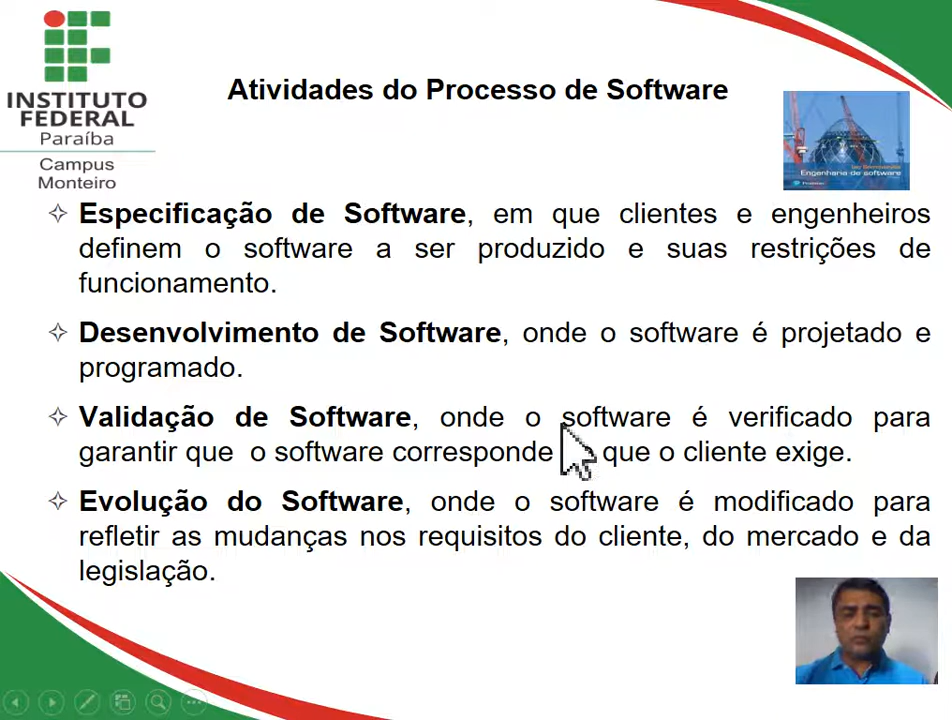 INSTITUTO
FEDERAL
Paraíba
Campus
Monteiro
Atividades do Processo de Software
Engenharia de software
Especificação de Software, em que clientes e engenheiros
definem o software a ser produzido e suas restrições de
funcionamento.
Desenvolvimento de Software, onde o software é projetado e
programado.
Validação de Software, onde o software é verificado para
garantir que o software corresponde que o cliente exige.
Evolução do Software, onde o software é modificado para
refletir as mudanças nos requisitos do cliente, do mercado e da
legislação.